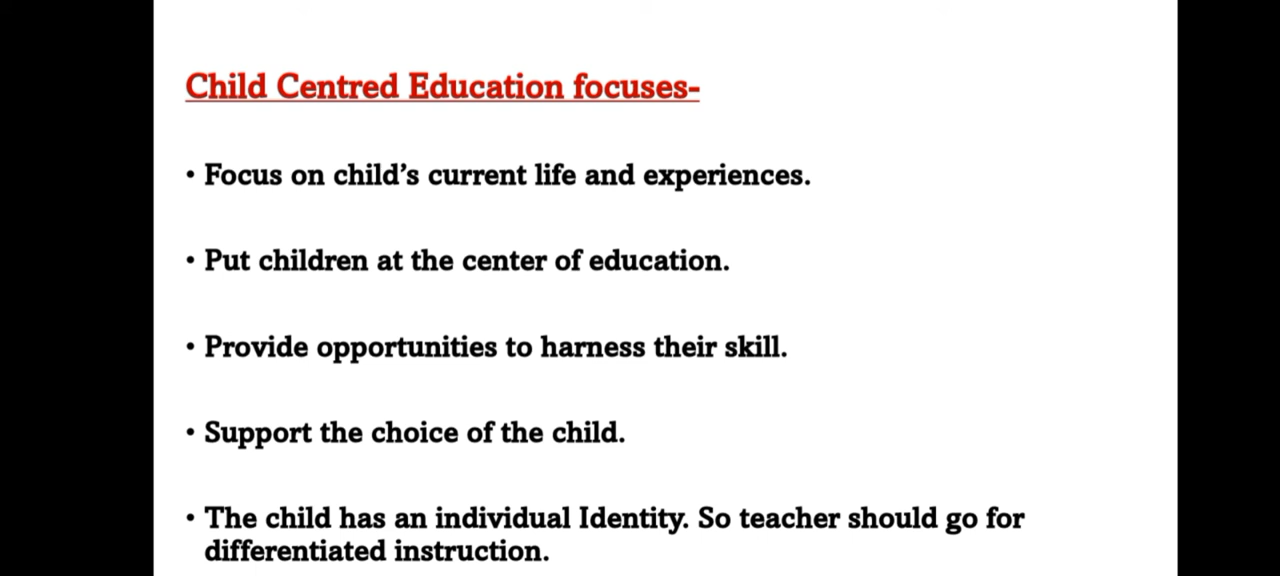 Child Centred Education focuses-
• Focus on child’s current life and experiences.
• Put children at the center of education.
• Provide opportunities to harness their skill.
• Support the choice of the child.
• The child has an individual Identity. So teacher should go for
differentiated instruction.